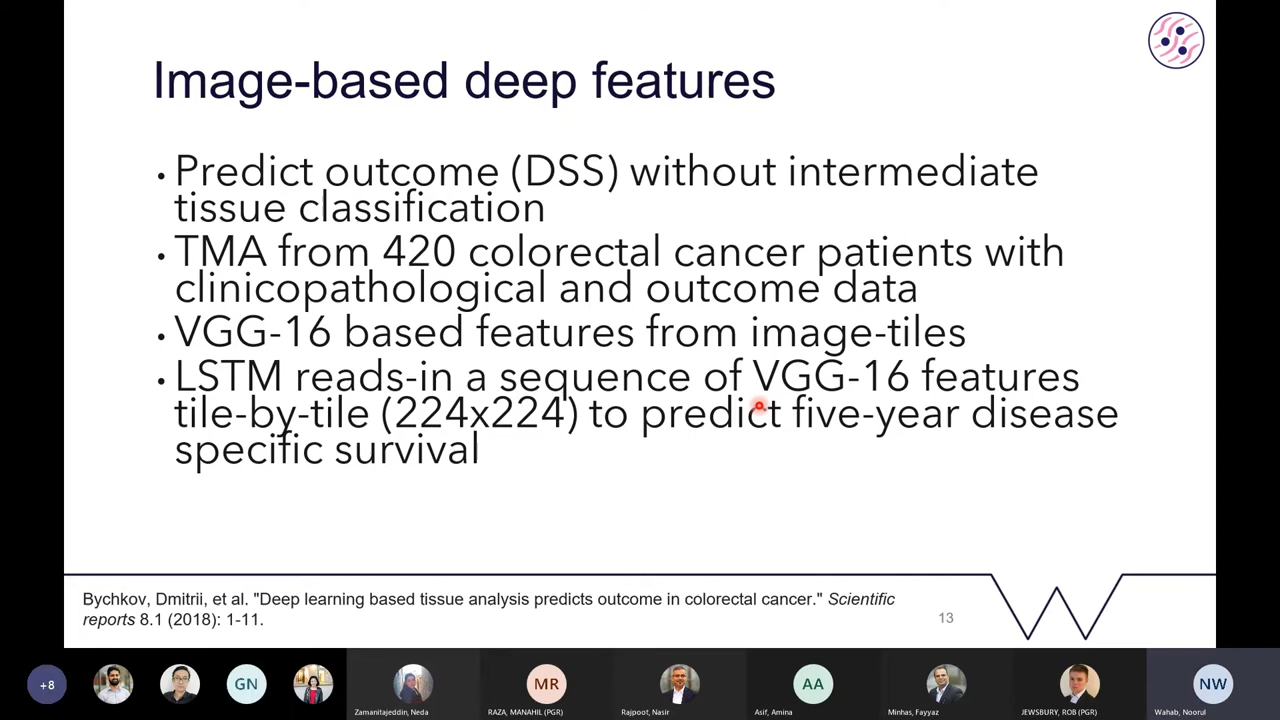 Image-based deep features
• Predict outcome (DSS) without intermediate
tissue classification
• TMA from 420 colorectal cancer patients with
clinicopathological and outcome data
• VGG-16 based features from image-tiles
• LSTM reads-in a sequence of VGG-16 features
tile-by-tile (224x224) to predict five-year disease
specific survival
Bychkov, Dmitrii, et al. "Deep learning based tissue analysis predicts outcome in colorectal cancer." Scientific
reports 8.1 (2018): 1-11.
13
+8
GN
MR
AA
NW
Zamanitajeddin, Neda
RAZA, MANAHIL (PGR)
Rajpoot, Nasir
Asif, Amina
Minhas, Fayyaz
JEWSBURY, ROB (PGR)
Wahab, Noorul